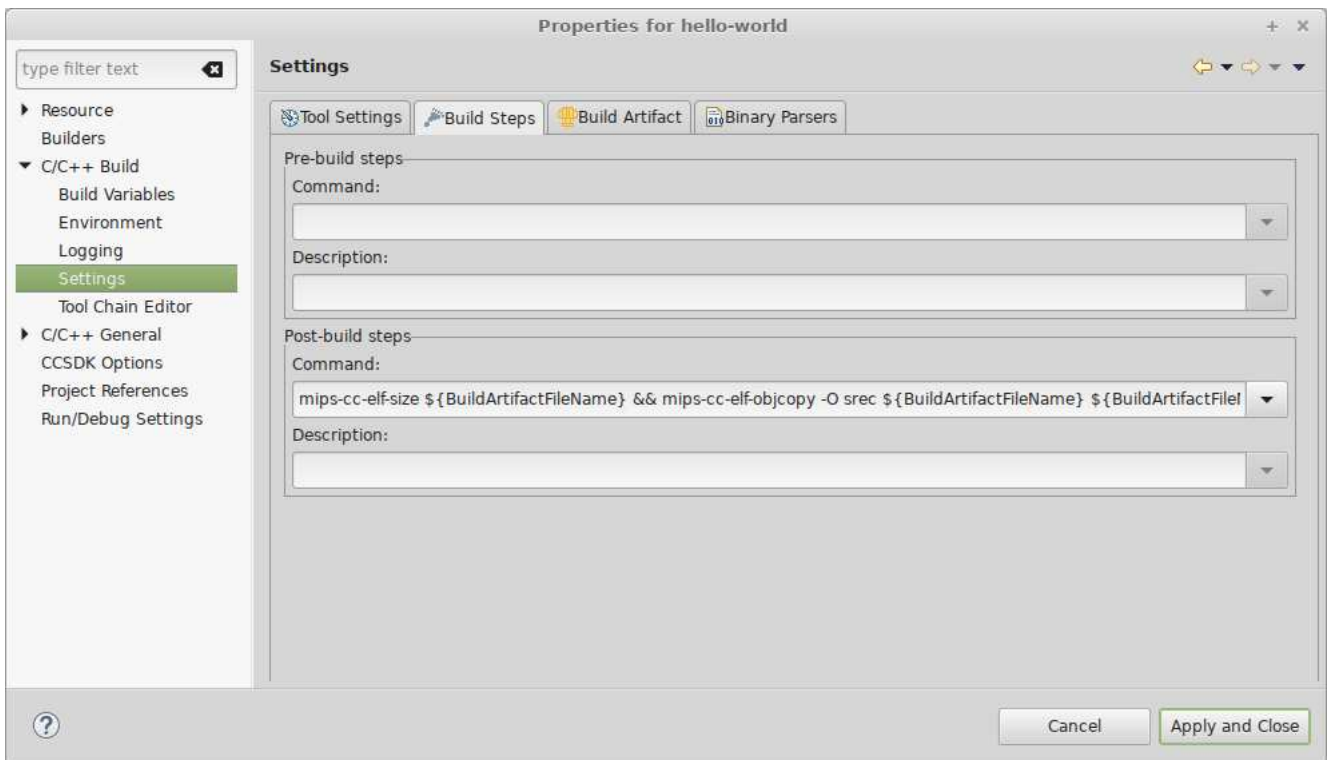 Properties for hello-world
type filter text
Settings
Resource
Builders
C/C++ Build
Build Variables
Environment
Logging
Settings
Tool Chain Editor
C/C++ General
CCSDK Options
Project References
Run/Debug Settings
Tool Settings Build Steps Build Artifact Binary Parsers
Pre-build steps
Command:
Description:
Post-build steps
Command:
mips-cc-elf-size ${BuildArtifactFileName} && mips-cc-elf-objcopy -O srec ${BuildArtifactFileName}
Description:
Cancel Apply and Close